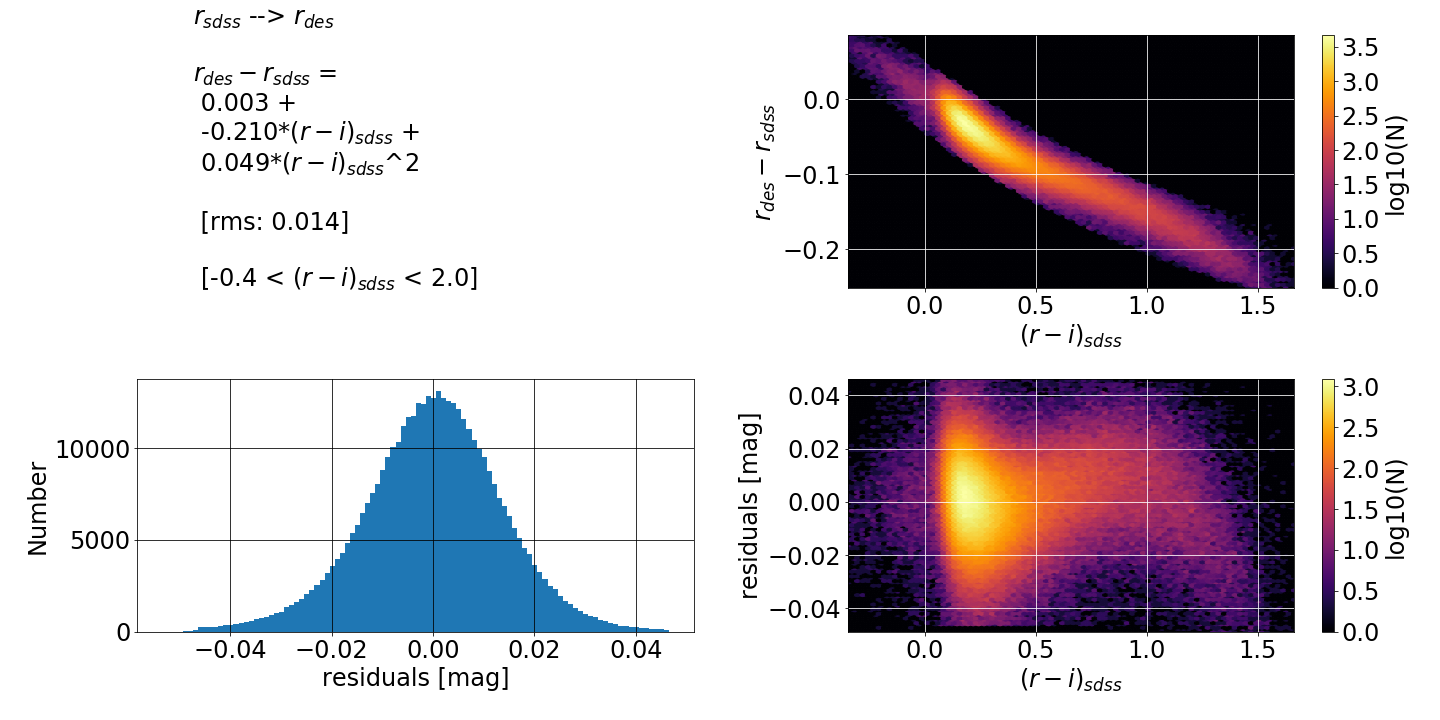 r_sdss --> r_des
r_des − r_sdss =
0.003 +
-0.210*(r − i)_sdss +
0.049*(r − i)_sdss^2
[rms: 0.014]
[-0.4 < (r − i)_sdss < 2.0]
0.0
−0.1
−0.2
r_des − r_sdss
0.0 0.5 1.0 1.5
(r − i)_sdss
3.5
3.0
2.5
2.0
1.5
1.0
0.5
0.0
log10(N)
10000
5000
0
Number
−0.04 −0.02 0.00 0.02 0.04
residuals [mag]
0.04
0.02
0.00
−0.02
−0.04
residuals [mag]
0.0 0.5 1.0 1.5
(r − i)_sdss
3.0
2.5
2.0
1.5
1.0
0.5
0.0
log10(N)